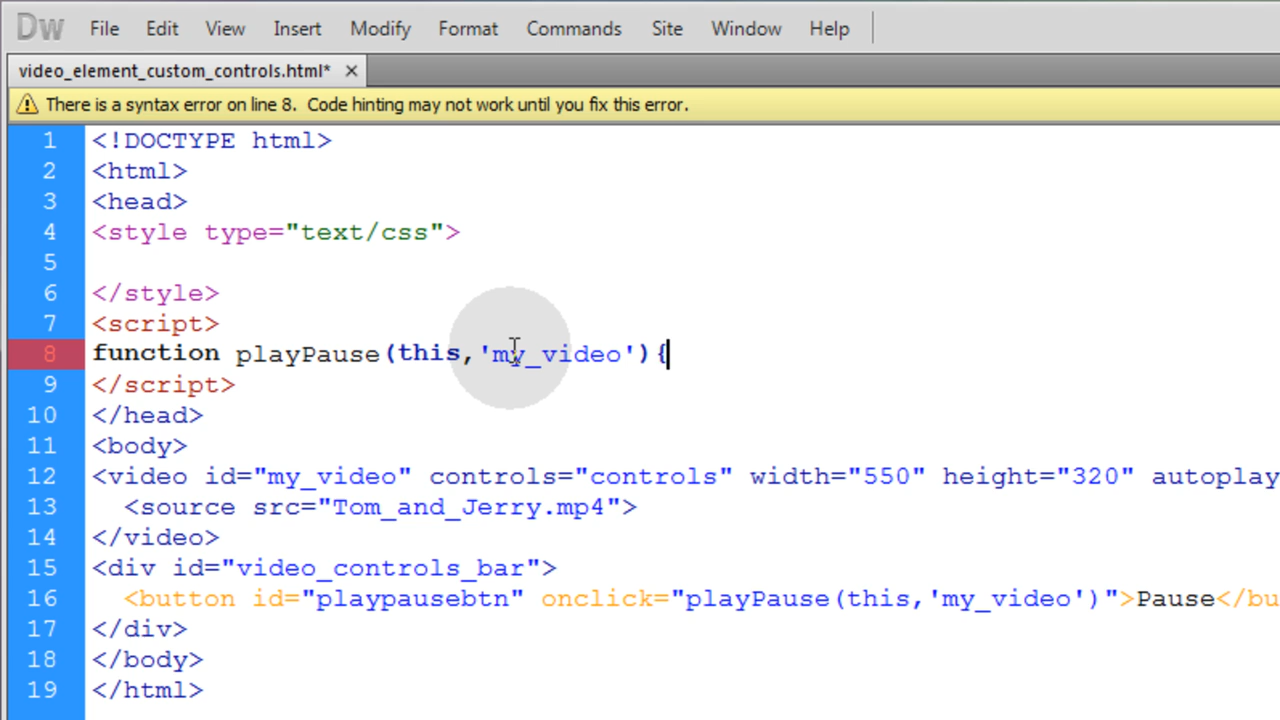 Dw File Edit View Insert Modify Format Commands Site Window Help
video_element_custom_controls.html* ×
There is a syntax error on line 8. Code hinting may not work until you fix this error.
1 <!DOCTYPE html>
2 <html>
3 <head>
4 <style type="text/css">
5
6 </style>
7 <script>
8 function playPause(this,'my_video'){
9 </script>
10 </head>
11 <body>
12 <video id="my_video" controls="controls" width="550" height="320" autoplay
13 <source src="Tom_and_Jerry.mp4">
14 </video>
15 <div id="video_controls_bar">
16 <button id="playpausebtn" onclick="playPause(this,'my_video')">Pause</bu
17 </div>
18 </body>
19 </html>